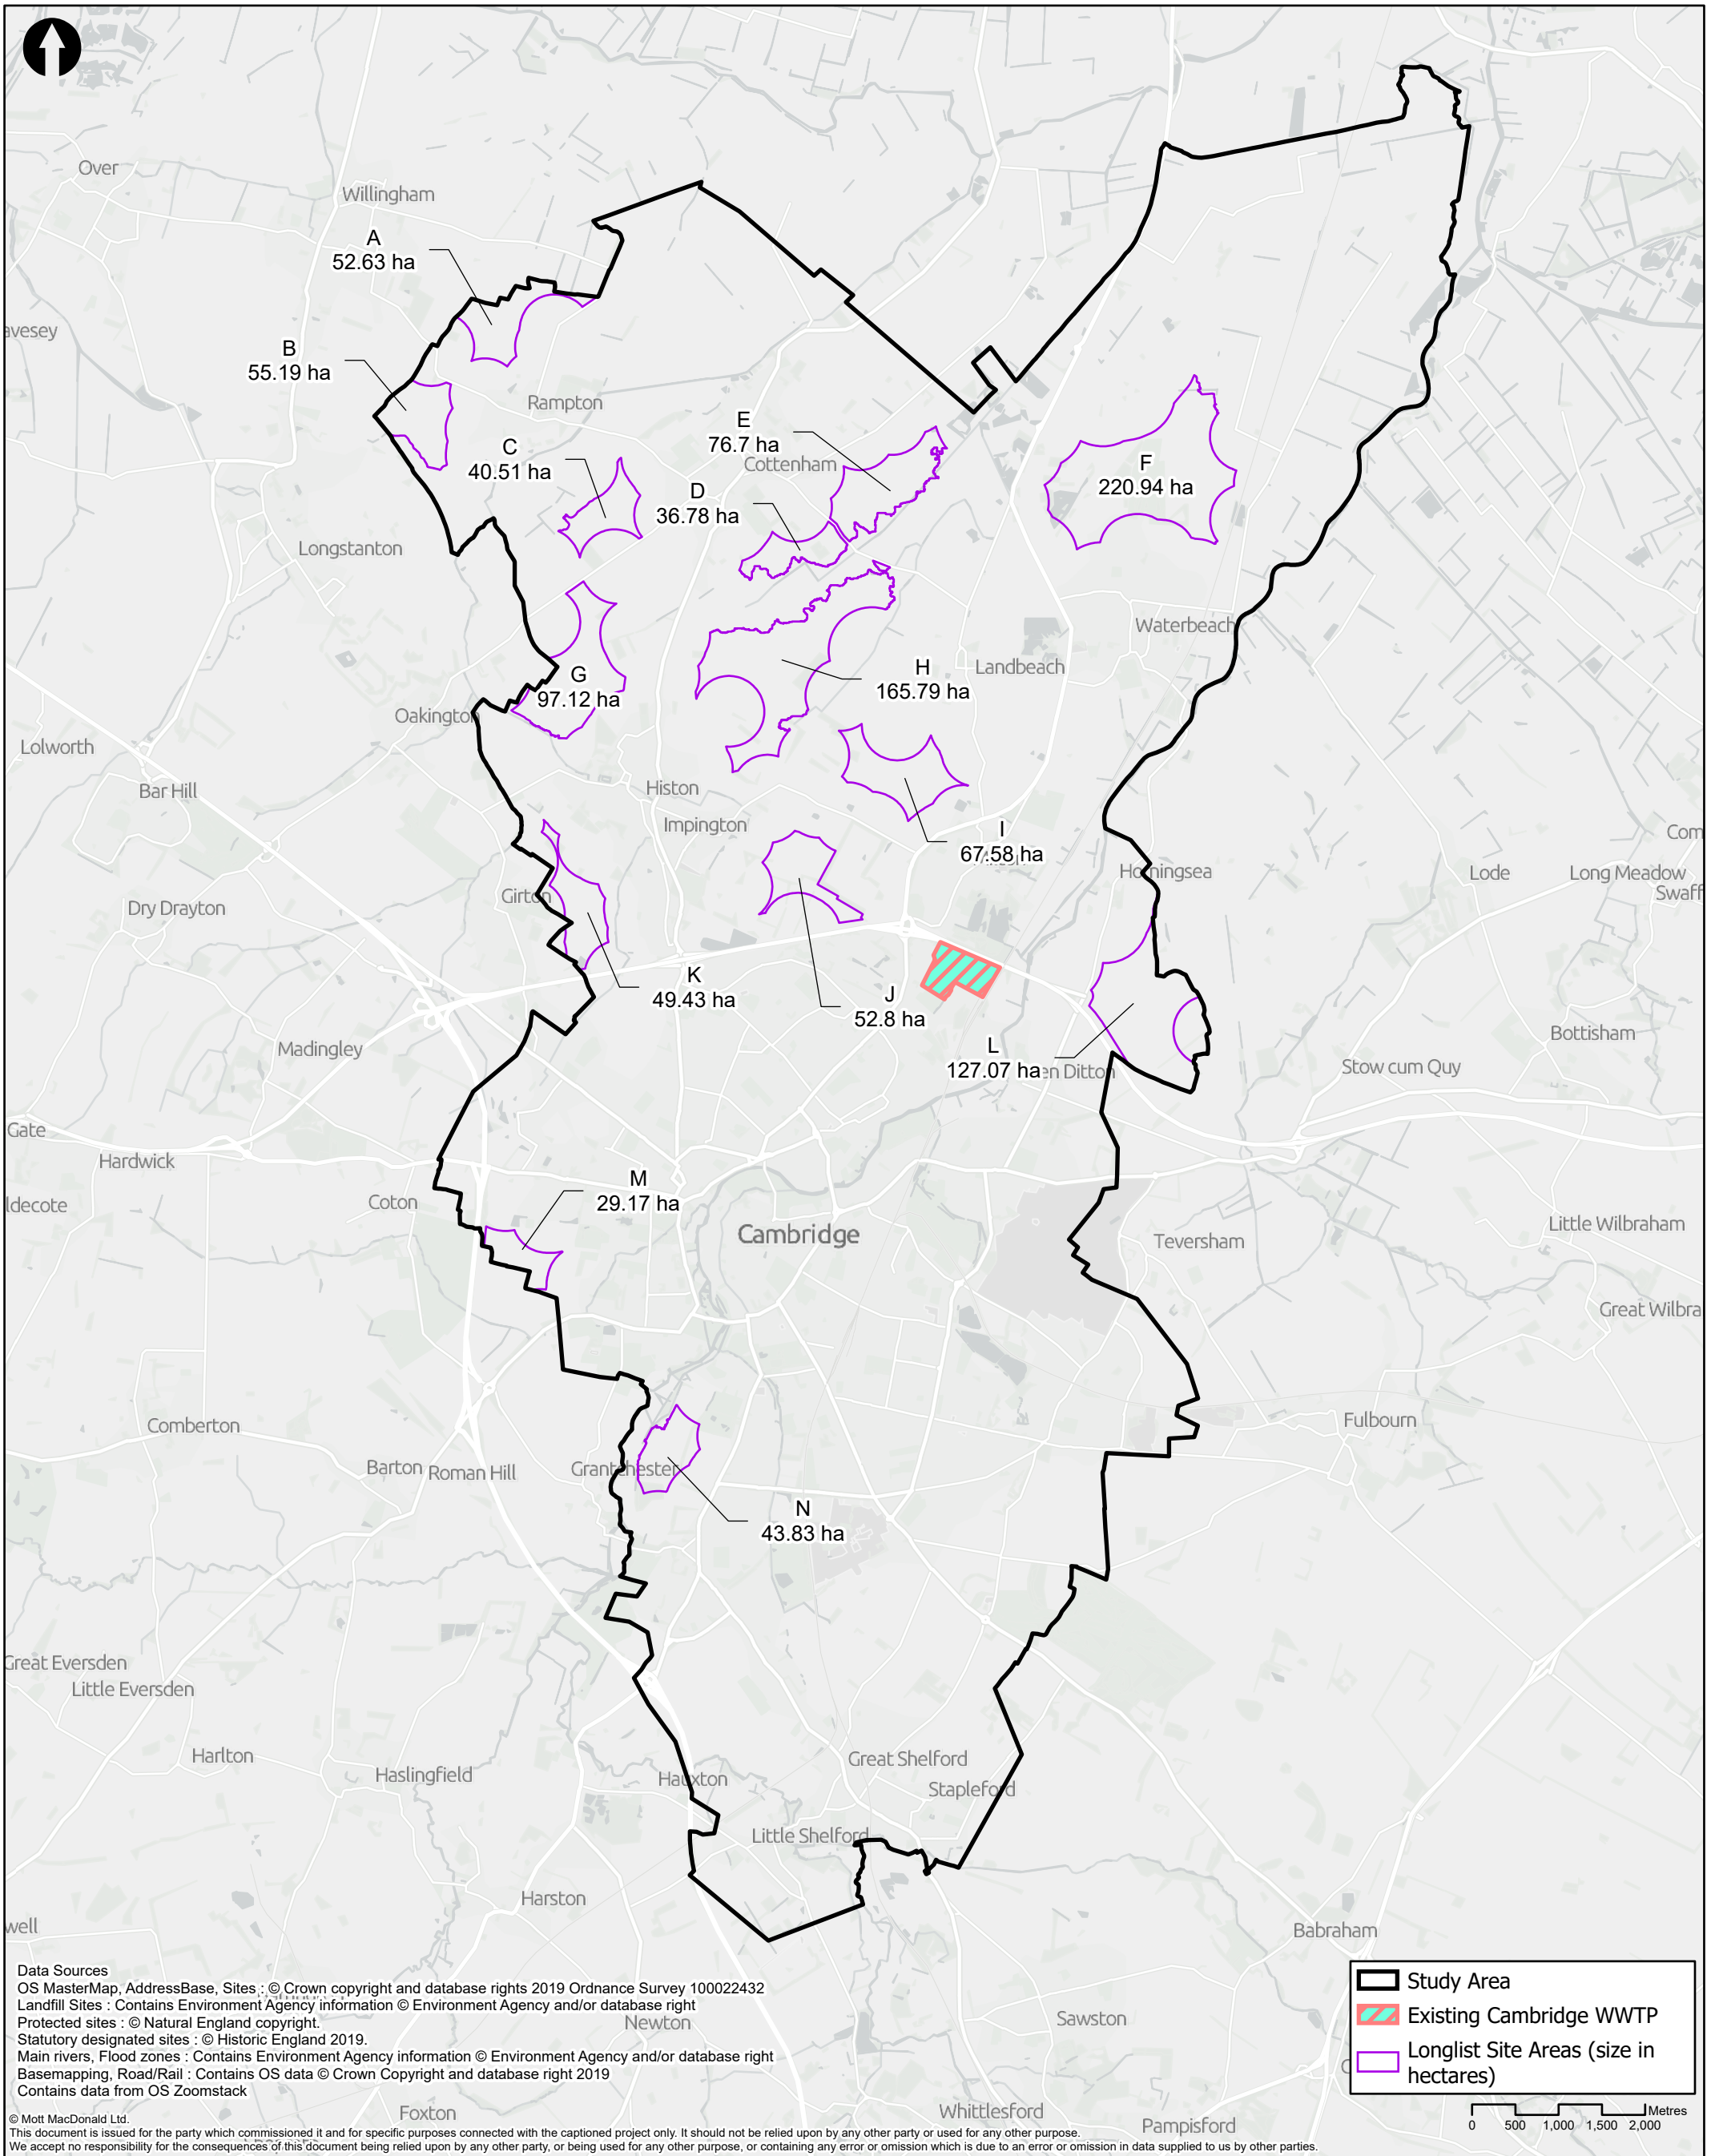 Over
Willingham
A
52.63 ha
avesey
B
55.19 ha
Rampton
E
76.7 ha
C
40.51 ha
Cottenham
F
220.94 ha
D
36.78 ha
Longstanton
Waterbeach
H
165.79 ha
Landbeach
G
97.12 ha
Oakington
Lolworth
Bar Hill
Histon
Impington
I
67.58 ha
Com
Horningsea
Lode
Long Meadow
Swaff
Girton
Dry Drayton
K
49.43 ha
J
52.8 ha
Bottisham
Madingley
L
127.07 ha
en Ditton
Stow cum Quy
Gate
Hardwick
M
29.17 ha
ldecote
Coton
Cambridge
Little Wilbraham
Teversham
Great Wilbra
Comberton
Fulbourn
Barton
Roman Hill
Grantchester
N
43.83 ha
Great Eversden
Little Eversden
Harlton
Haslingfield
Hauxton
Great Shelford
Stapleford
Little Shelford
Harston
well
Babraham
Data Sources
OS MasterMap, AddressBase, Sites : © Crown copyright and database rights 2019 Ordnance Survey 100022432
Landfill Sites : Contains Environment Agency information © Environment Agency and/or database right
Protected sites : © Natural England copyright.
Statutory designated sites : © Historic England 2019.
Main rivers, Flood zones : Contains Environment Agency information © Environment Agency and/or database right
Basemapping, Road/Rail : Contains OS data © Crown Copyright and database right 2019
Contains data from OS Zoomstack
Newton
Sawston
Study Area
Existing Cambridge WWTP
Longlist Site Areas (size in
hectares)
Foxton
Whittlesford
Pampisford
Metres
0 500 1,000 1,500 2,000
© Mott MacDonald Ltd.
This document is issued for the party which commissioned it and for specific purposes connected with the captioned project only. It should not be relied upon by any other party or used for any other purpose.
We accept no responsibility for the consequences of this document being relied upon by any other party, or being used for any other purpose, or containing any error or omission which is due to an error or omission in data supplied to us by other parties.